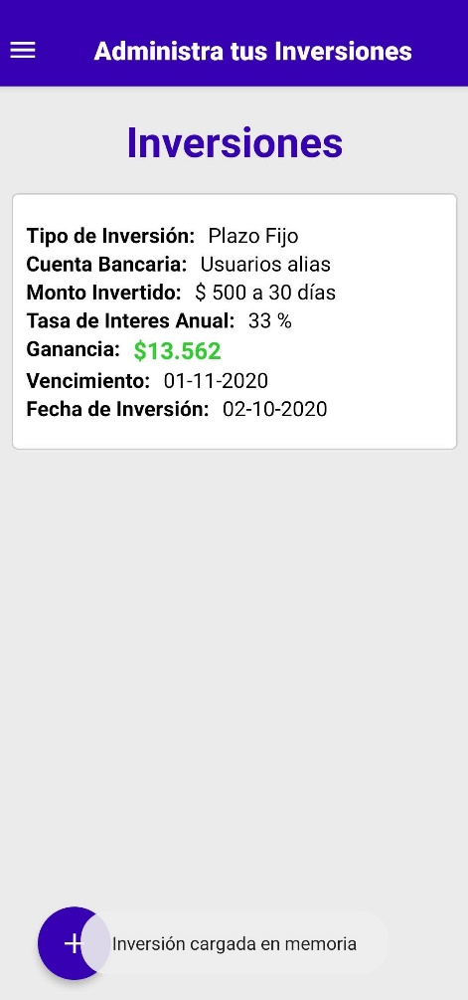 Administra tus Inversiones
Inversiones
Tipo de Inversión: Plazo Fijo
Cuenta Bancaria: Usuarios alias
Monto Invertido: $ 500 a 30 días
Tasa de Interes Anual: 33 %
Ganancia: $13.562
Vencimiento: 01-11-2020
Fecha de Inversión: 02-10-2020
+ Inversión cargada en memoria